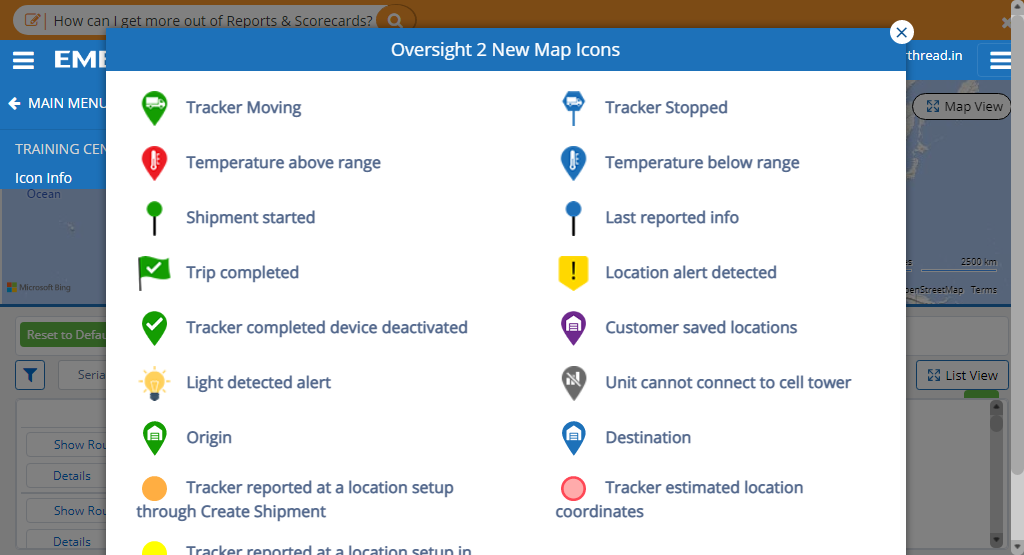 How can I get more out of Reports & Scorecards?
Oversight 2 New Map Icons
EME
rthread.in
MAIN MENU
Map View
TRAINING CEN
Icon Info
Ocean
Tracker Moving
Tracker Stopped
Temperature above range
Temperature below range
Shipment started
Last reported info
Trip completed
Location alert detected
2500 km
Microsoft Bing
penStreetMap Terms
Tracker completed device deactivated
Customer saved locations
Reset to Defau
Light detected alert
Unit cannot connect to cell tower
Seria
List View
Origin
Destination
Show Rou
Details
Tracker reported at a location setup
through Create Shipment
Tracker estimated location
coordinates
Show Rou
Details
Tracker reported at a location setup in